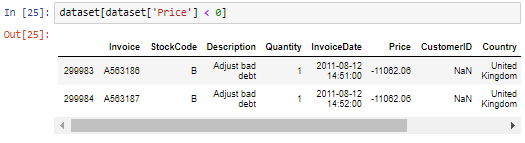 In [25]: dataset[dataset['Price'] < 0]
Out[25]:
Invoice StockCode Description Quantity InvoiceDate Price CustomerID Country
299983 A563186 B Adjust bad debt 1 2011-08-12 14:51:00 -11062.06 NaN United Kingdom
299984 A563187 B Adjust bad debt 1 2011-08-12 14:52:00 -11062.06 NaN United Kingdom